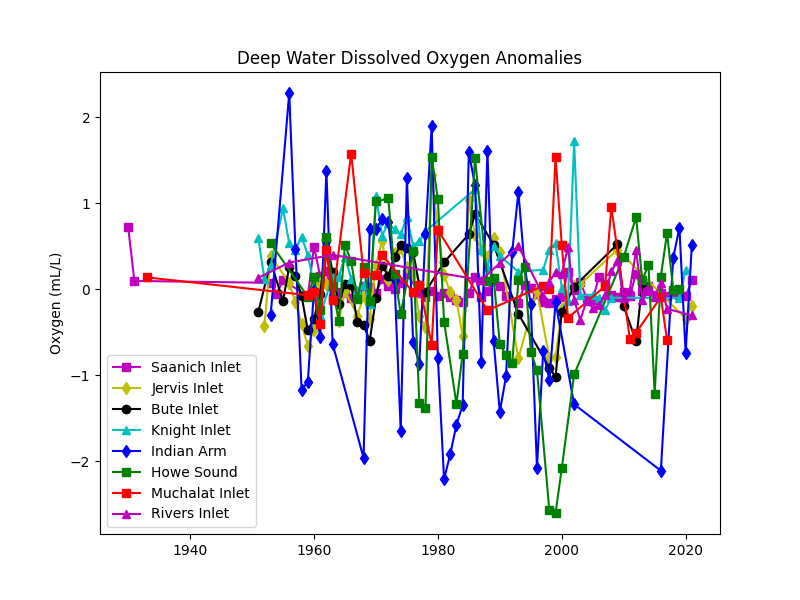 Deep Water Dissolved Oxygen Anomalies
Oxygen (mL/L)
2
1
0
−1
−2
Saanich Inlet
Jervis Inlet
Bute Inlet
Knight Inlet
Indian Arm
Howe Sound
Muchalat Inlet
Rivers Inlet
1940 1960 1980 2000 2020